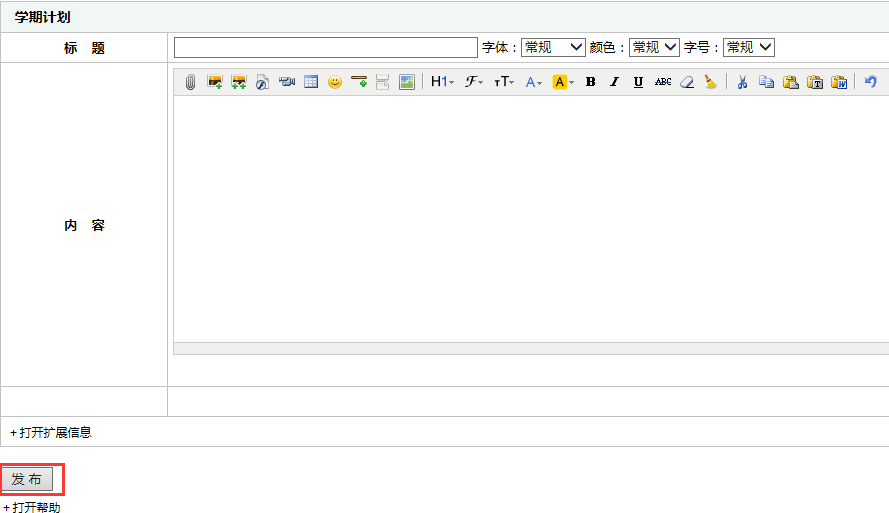 学期计划
标 题 字体：常规 颜色：常规 字号：常规
H1 F TT A A B I U ABC
内 容
+ 打开扩展信息
发 布
+ 打开帮助